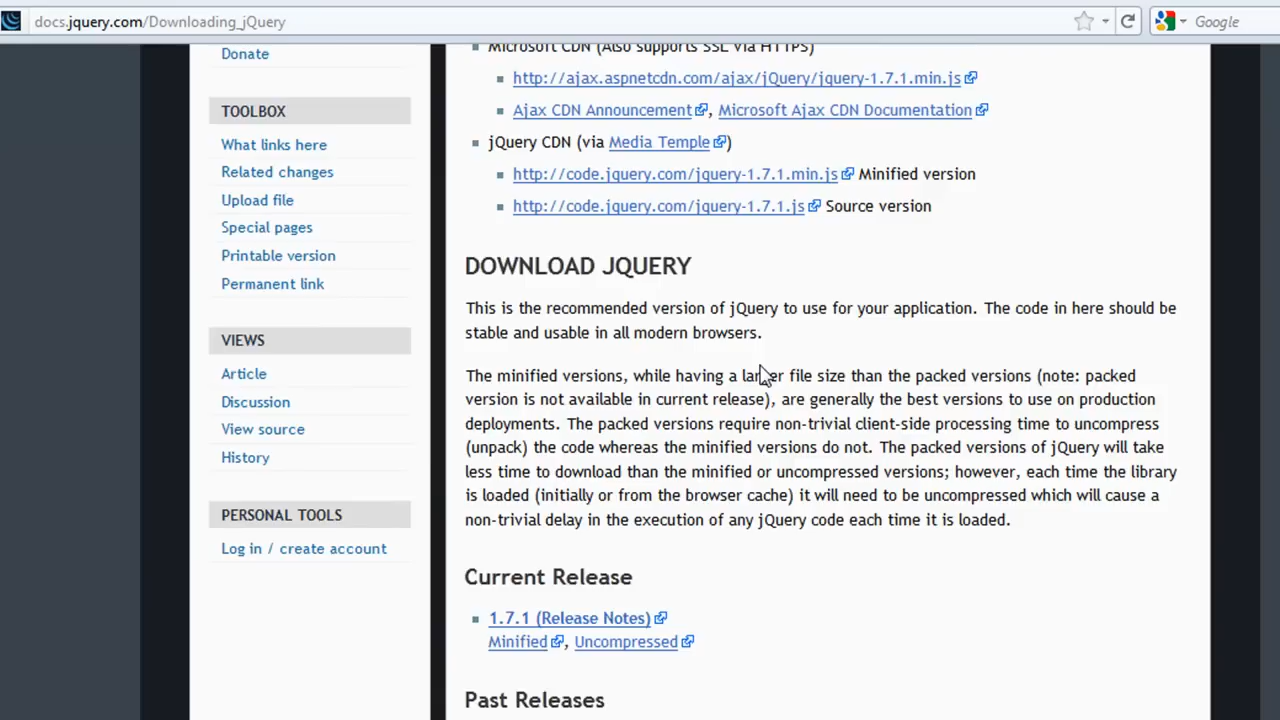 docs.jquery.com/Downloading_jQuery
Google
Donate
TOOLBOX
What links here
Related changes
Upload file
Special pages
Printable version
Permanent link
VIEWS
Article
Discussion
View source
History
PERSONAL TOOLS
Log in / create account
Microsoft CDN (Also supports SSL via HTTPS)
http://ajax.aspnetcdn.com/ajax/jQuery/jquery-1.7.1.min.js
Ajax CDN Announcement, Microsoft Ajax CDN Documentation
jQuery CDN (via Media Temple)
http://code.jquery.com/jquery-1.7.1.min.js Minified version
http://code.jquery.com/jquery-1.7.1.js Source version
DOWNLOAD JQUERY
This is the recommended version of jQuery to use for your application. The code in here should be
stable and usable in all modern browsers.
The minified versions, while having a larger file size than the packed versions (note: packed
version is not available in current release), are generally the best versions to use on production
deployments. The packed versions require non-trivial client-side processing time to uncompress
(unpack) the code whereas the minified versions do not. The packed versions of jQuery will take
less time to download than the minified or uncompressed versions; however, each time the library
is loaded (initially or from the browser cache) it will need to be uncompressed which will cause a
non-trivial delay in the execution of any jQuery code each time it is loaded.
Current Release
1.7.1 (Release Notes)
Minified, Uncompressed
Past Releases